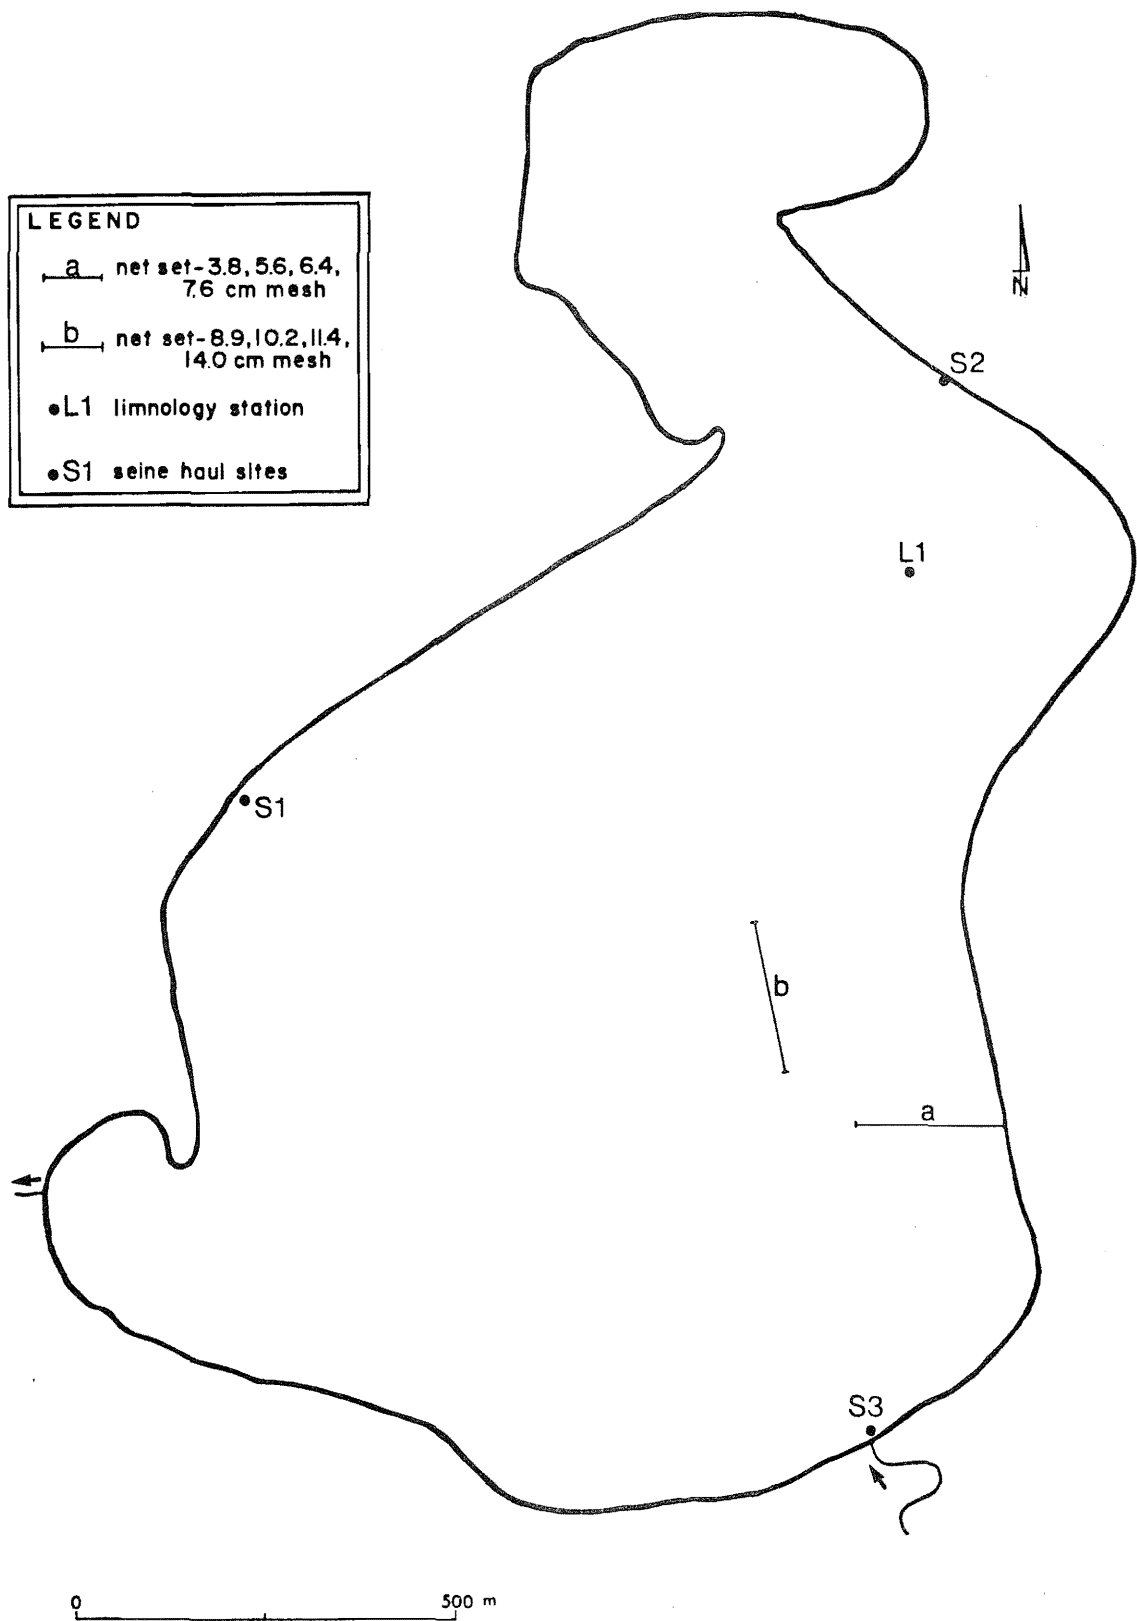 LEGEND
a net set-3.8, 5.6, 6.4,
7.6 cm mesh
b net set-8.9, 10.2, 11.4,
14.0 cm mesh
L1 limnology station
S1 seine haul sites
N
S2
L1
S1
b
a
S3
0 500 m